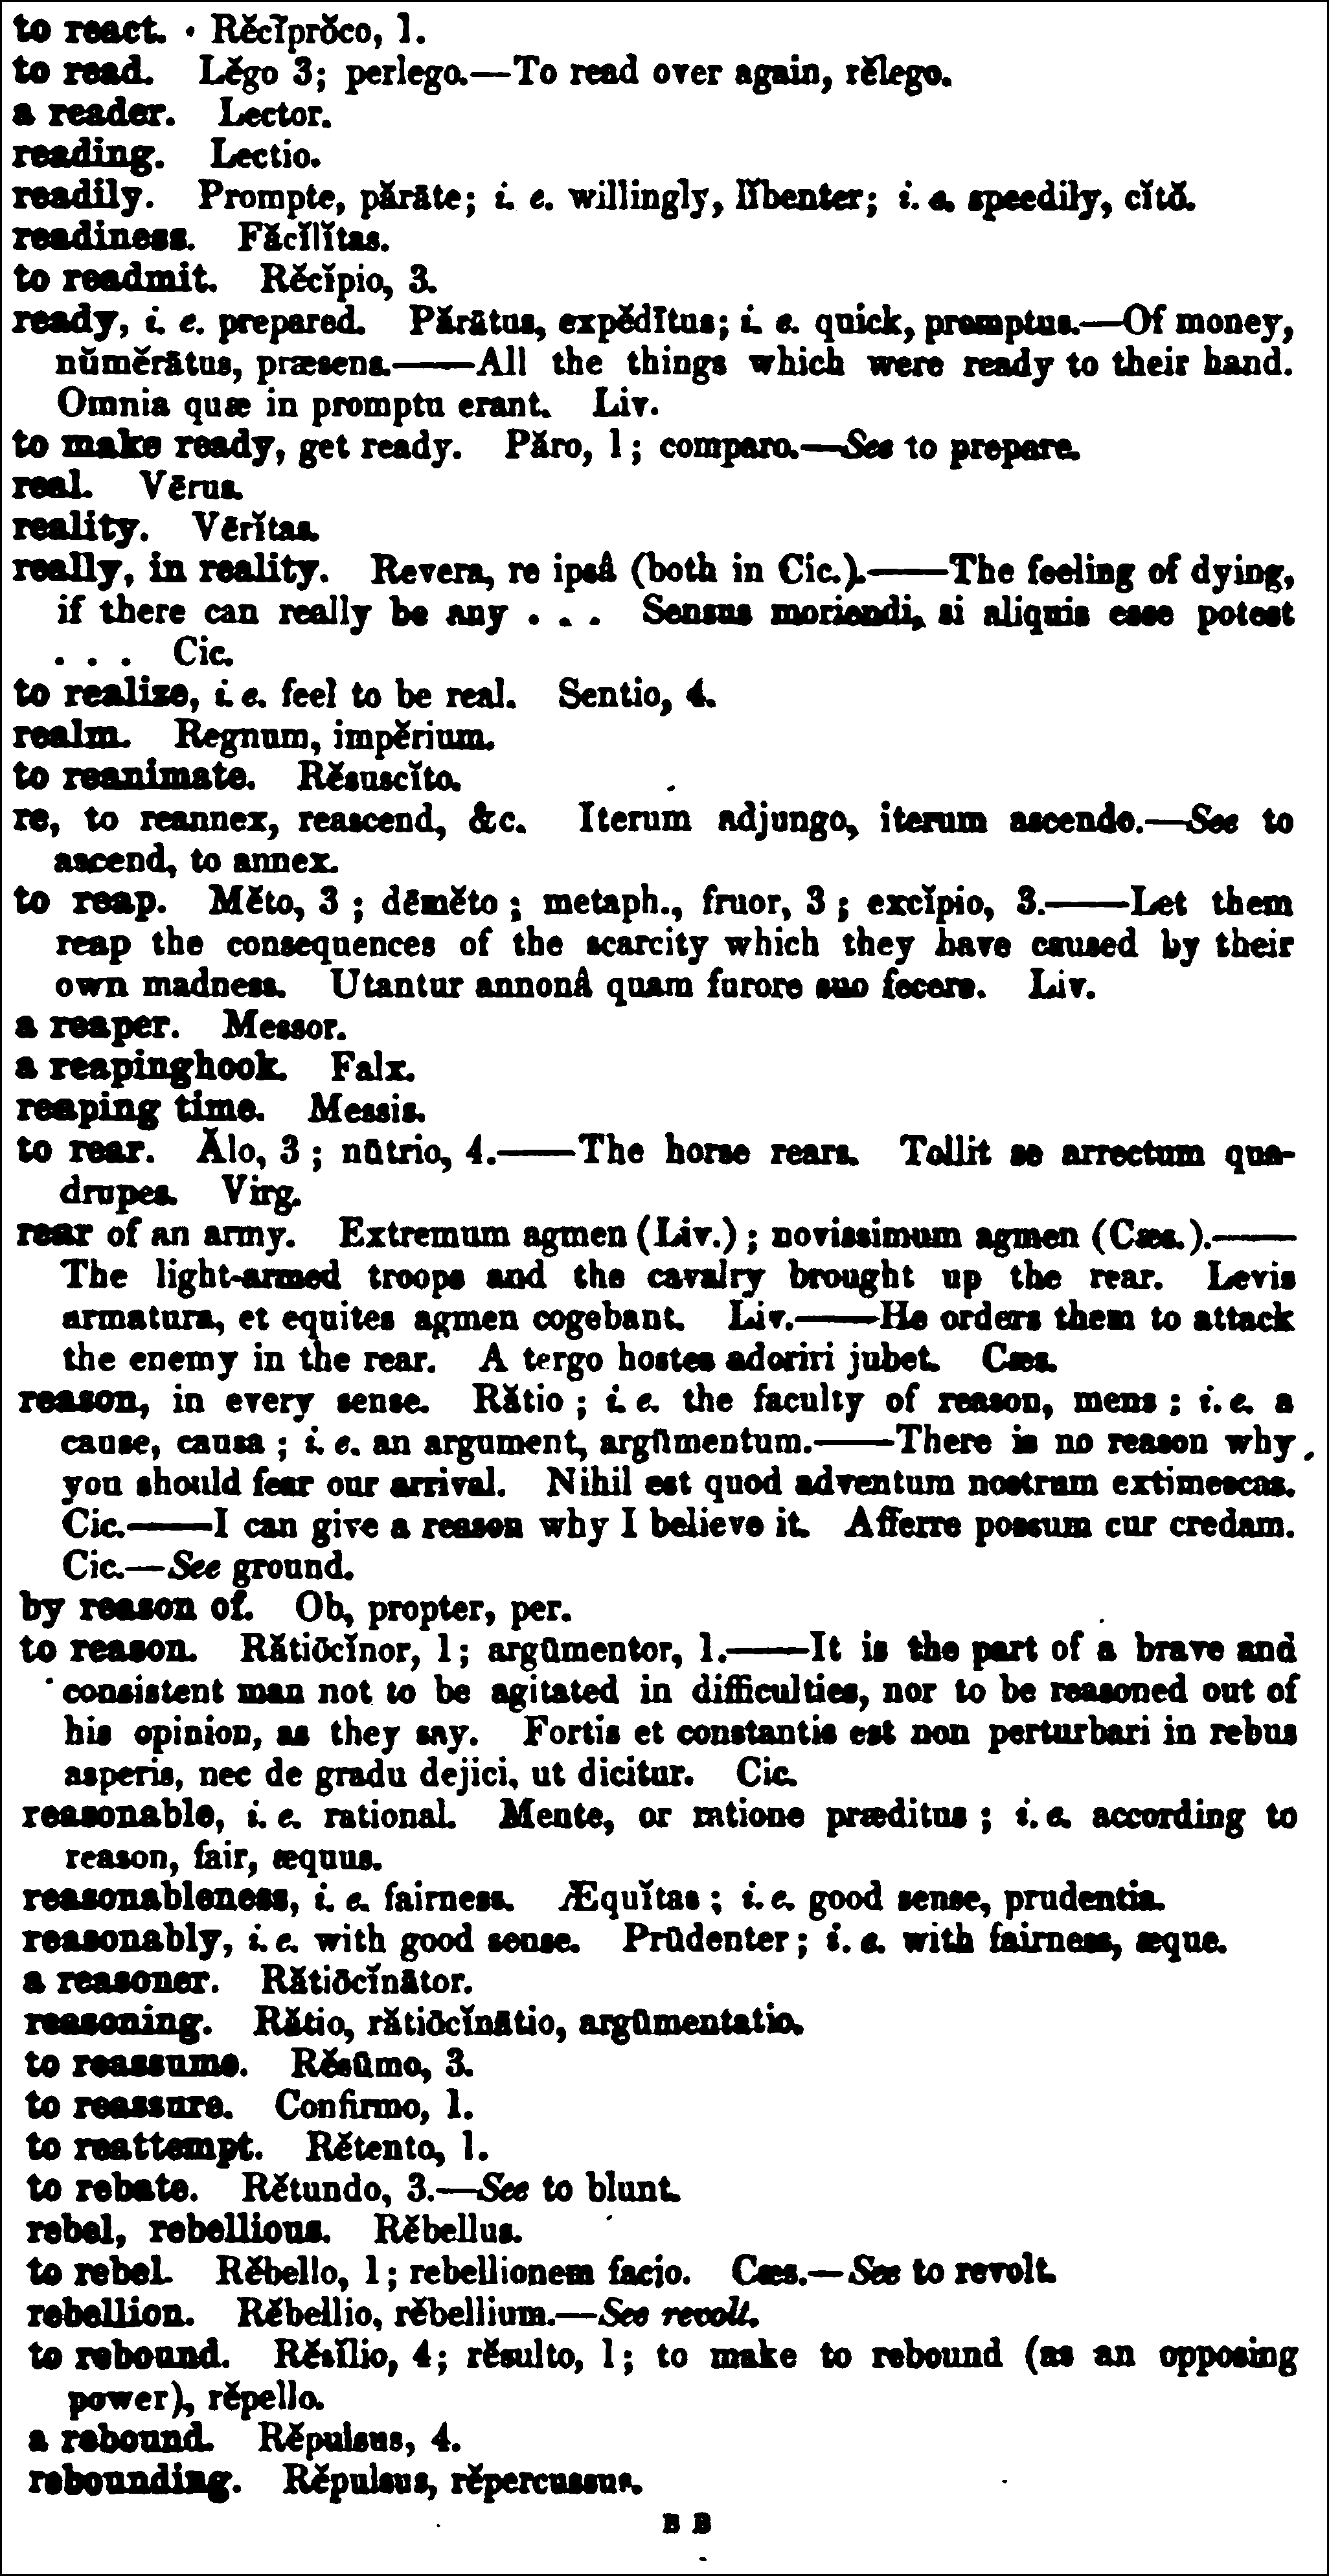 to react. Rĕcĭprŏco, 1.
to read. Lĕgo 3; perlego.—To read over again, rĕlego.
a reader. Lector.
reading. Lectio.
readily. Prompte, părāte; i. e. willingly, lĭbenter; i. e. speedily, cĭtŏ.
readiness. Făcĭlĭtas.
to readmit. Rĕcĭpio, 3.
ready, i. e. prepared. Părātus, expĕdītus; i. e. quick, promptus.—Of money,
nŭmĕrātus, præsens.——All the things which were ready to their hand.
Omnia quæ in promptu erant. Liv.
to make ready, get ready. Păro, 1; comparo.—See to prepare.
real. Vērus.
reality. Vērĭtas.
really, in reality. Revera, re ipsâ (both in Cic.).——The feeling of dying,
if there can really be any . . . Sensus moriendi, si aliquis esse potest
. . . Cic.
to realize, i. e. feel to be real. Sentio, 4.
realm. Regnum, impĕrium.
to reanimate. Rĕsuscĭto.
re, to reannex, reascend, &c. Iterum adjungo, iterum ascendo.—See to
ascend, to annex.
to reap. Mĕto, 3; dēmĕto; metaph., fruor, 3; excĭpio, 3.——Let them
reap the consequences of the scarcity which they have caused by their
own madness. Utantur annonâ quam furore suo fecere. Liv.
a reaper. Messor.
a reapinghook. Falx.
reaping time. Messis.
to rear. Ălo, 3; nūtrio, 4.——The horse rears. Tollit se arrectum qua-
drupes. Virg.
rear of an army. Extremum agmen (Liv.); novissimum agmen (Cæs.).——
The light-armed troops and the cavalry brought up the rear. Levis
armatura, et equites agmen cogebant. Liv.——He orders them to attack
the enemy in the rear. A tergo hostes adoriri jubet. Cæs.
reason, in every sense. Rătio; i. e. the faculty of reason, mens; i. e. a
cause, causa; i. e. an argument, argūmentum.——There is no reason why
you should fear our arrival. Nihil est quod adventum nostrum extimescas.
Cic.——I can give a reason why I believe it. Afferre possum cur credam.
Cic.—See ground.
by reason of. Ob, propter, per.
to reason. Rătiōcĭnor, 1; argūmentor, 1.——It is the part of a brave and
consistent man not to be agitated in difficulties, nor to be reasoned out of
his opinion, as they say. Fortis et constantis est non perturbari in rebus
asperis, nec de gradu dejici, ut dicitur. Cic.
reasonable, i. e. rational. Mente, or ratione præditus; i. e. according to
reason, fair, æquus.
reasonableness, i. e. fairness. Æquĭtas; i. e. good sense, prudentia.
reasonably, i. e. with good sense. Prūdenter; i. e. with fairness, æque.
a reasoner. Rătiōcĭnātor.
reasoning. Rătio, rătiōcĭnātio, argūmentatio.
to reassume. Rĕsūmo, 3.
to reassure. Confirmo, 1.
to reattempt. Rĕtento, 1.
to rebate. Rĕtundo, 3.—See to blunt.
rebel, rebellious. Rĕbellus.
to rebel. Rĕbello, 1; rebellionem facio. Cæs.—See to revolt.
rebellion. Rĕbellio, rĕbellium.—See revolt.
to rebound. Rĕsĭlio, 4; rĕsulto, 1; to make to rebound (as an opposing
power), rĕpello.
a rebound. Rĕpulsus, 4.
rebounding. Rĕpulsus, rĕpercussus.
B B